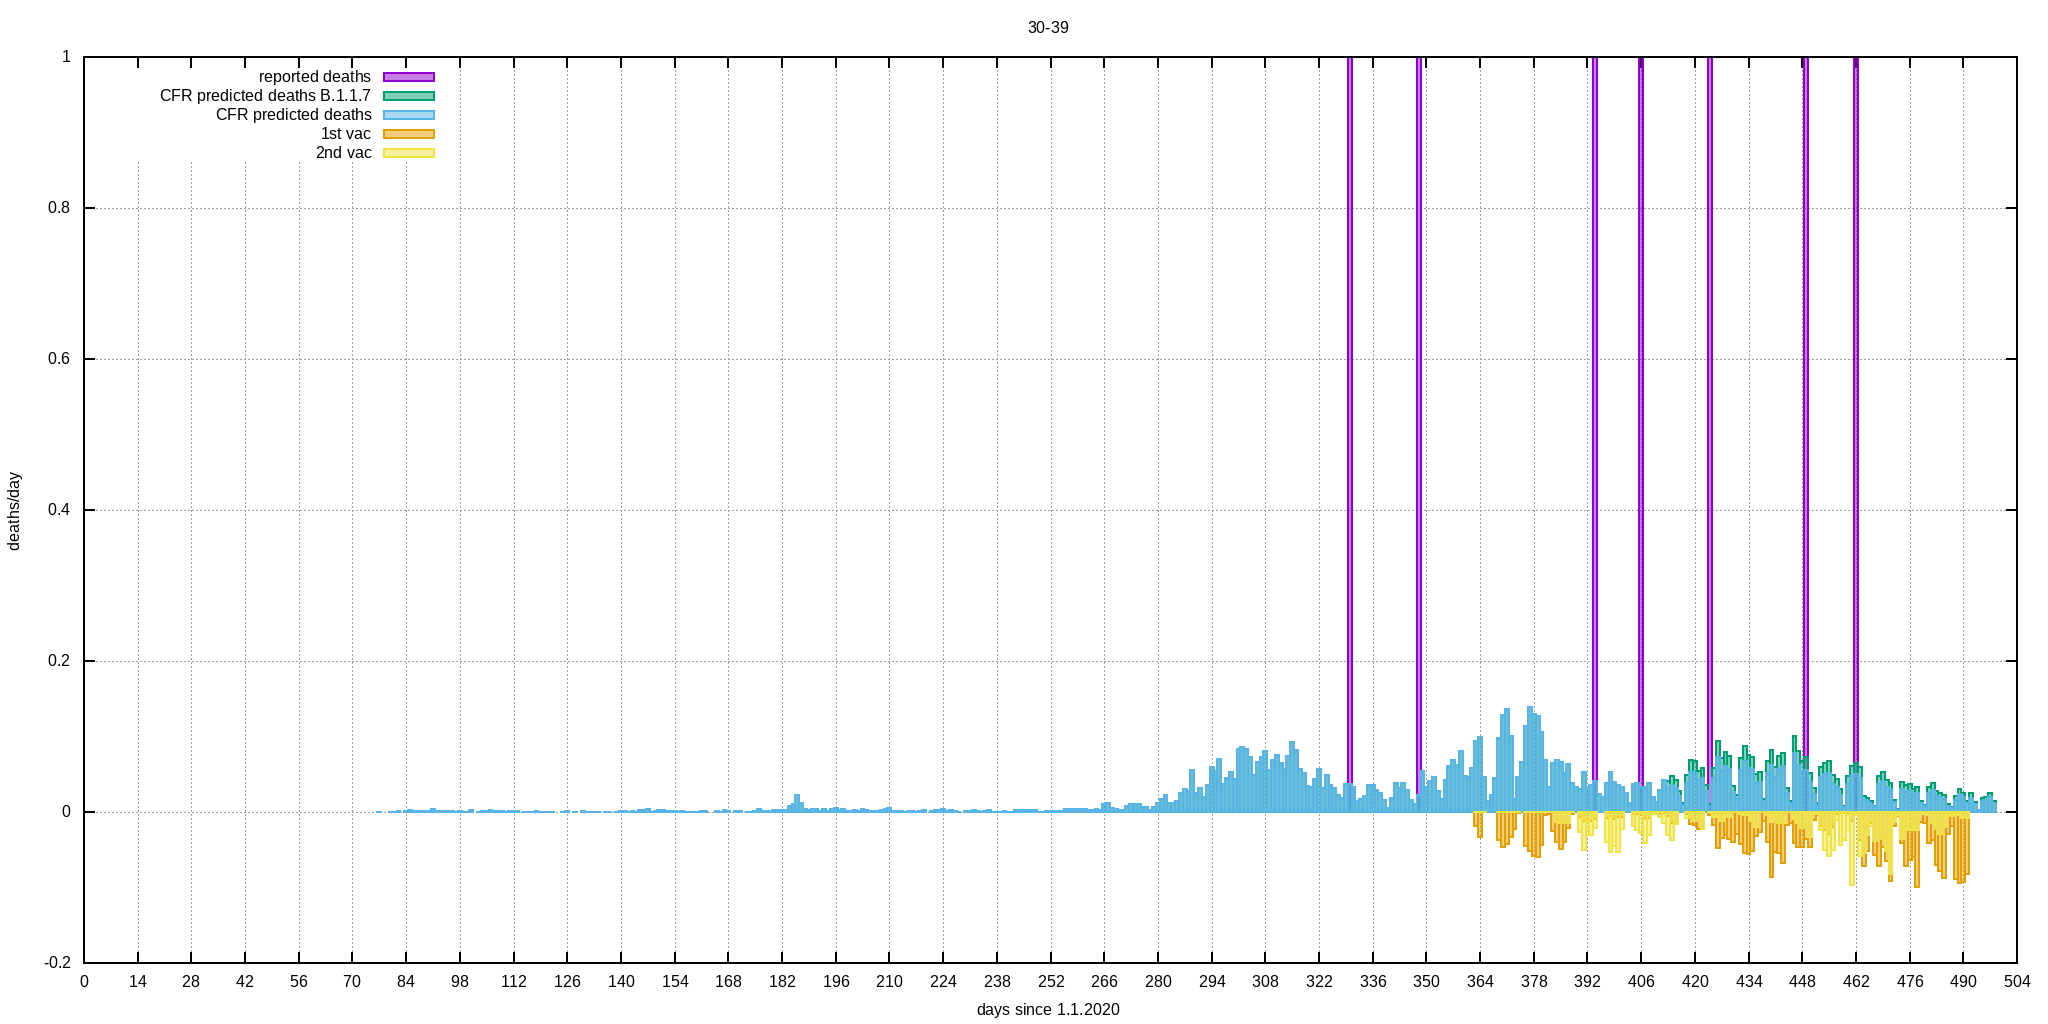 30-39
reported deaths
CFR predicted deaths B.1.1.7
CFR predicted deaths
1st vac
2nd vac
1
0.8
0.6
0.4
0.2
0
-0.2
deaths/day
0 14 28 42 56 70 84 98 112 126 140 154 168 182 196 210 224 238 252 266 280 294 308 322 336 350 364 378 392 406 420 434 448 462 476 490 504
days since 1.1.2020